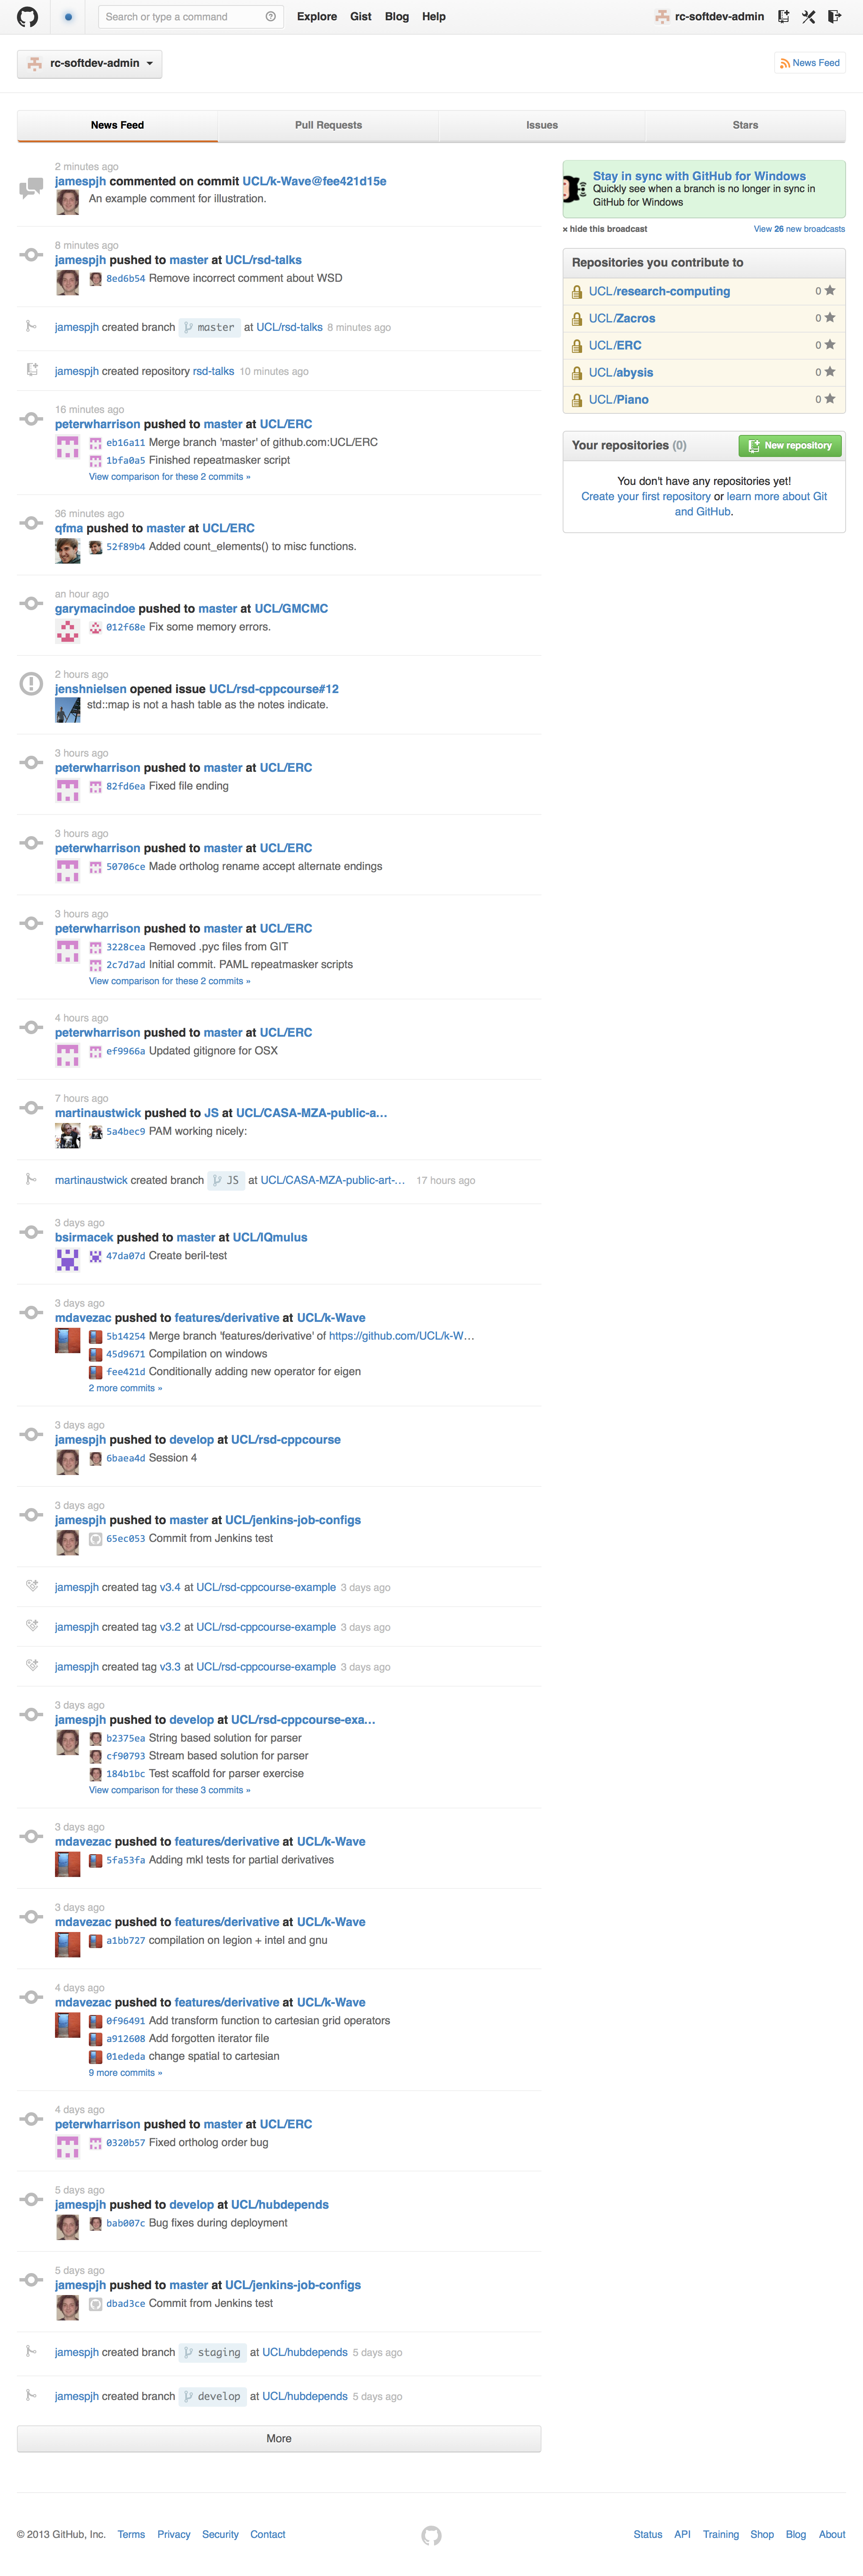 Search or type a command
Explore Gist Blog Help
rc-softdev-admin
rc-softdev-admin
News Feed
News Feed Pull Requests Issues Stars
2 minutes ago
jamespjh commented on commit UCL/k-Wave@fee421d15e
An example comment for illustration.
8 minutes ago
jamespjh pushed to master at UCL/rsd-talks
8ed6b54 Remove incorrect comment about WSD
jamespjh created branch master at UCL/rsd-talks 8 minutes ago
jamespjh created repository rsd-talks 10 minutes ago
16 minutes ago
peterwharrison pushed to master at UCL/ERC
eb16a11 Merge branch 'master' of github.com:UCL/ERC
1bfa0a5 Finished repeatmasker script
View comparison for these 2 commits »
36 minutes ago
qfma pushed to master at UCL/ERC
52f89b4 Added count_elements() to misc functions.
an hour ago
garymacindoe pushed to master at UCL/GMCMC
012f68e Fix some memory errors.
2 hours ago
jenshnielsen opened issue UCL/rsd-cppcourse#12
std::map is not a hash table as the notes indicate.
3 hours ago
peterwharrison pushed to master at UCL/ERC
82fd6ea Fixed file ending
3 hours ago
peterwharrison pushed to master at UCL/ERC
50706ce Made ortholog rename accept alternate endings
3 hours ago
peterwharrison pushed to master at UCL/ERC
3228cea Removed .pyc files from GIT
2c7d7ad Initial commit. PAML repeatmasker scripts
View comparison for these 2 commits »
4 hours ago
peterwharrison pushed to master at UCL/ERC
ef9966a Updated gitignore for OSX
7 hours ago
martinaustwick pushed to JS at UCL/CASA-MZA-public-a…
5a4bec9 PAM working nicely:
martinaustwick created branch JS at UCL/CASA-MZA-public-art-… 17 hours ago
3 days ago
bsirmacek pushed to master at UCL/IQmulus
47da07d Create beril-test
3 days ago
mdavezac pushed to features/derivative at UCL/k-Wave
5b14254 Merge branch 'features/derivative' of https://github.com/UCL/k-W…
45d9671 Compilation on windows
fee421d Conditionally adding new operator for eigen
2 more commits »
3 days ago
jamespjh pushed to develop at UCL/rsd-cppcourse
6baea4d Session 4
3 days ago
jamespjh pushed to master at UCL/jenkins-job-configs
65ec053 Commit from Jenkins test
jamespjh created tag v3.4 at UCL/rsd-cppcourse-example 3 days ago
jamespjh created tag v3.2 at UCL/rsd-cppcourse-example 3 days ago
jamespjh created tag v3.3 at UCL/rsd-cppcourse-example 3 days ago
3 days ago
jamespjh pushed to develop at UCL/rsd-cppcourse-exa…
b2375ea String based solution for parser
cf90793 Stream based solution for parser
184b1bc Test scaffold for parser exercise
View comparison for these 3 commits »
3 days ago
mdavezac pushed to features/derivative at UCL/k-Wave
5fa53fa Adding mkl tests for partial derivatives
3 days ago
mdavezac pushed to features/derivative at UCL/k-Wave
a1bb727 compilation on legion + intel and gnu
4 days ago
mdavezac pushed to features/derivative at UCL/k-Wave
0f96491 Add transform function to cartesian grid operators
a912608 Add forgotten iterator file
01ededa change spatial to cartesian
9 more commits »
4 days ago
peterwharrison pushed to master at UCL/ERC
0320b57 Fixed ortholog order bug
5 days ago
jamespjh pushed to develop at UCL/hubdepends
bab007c Bug fixes during deployment
5 days ago
jamespjh pushed to master at UCL/jenkins-job-configs
dbad3ce Commit from Jenkins test
jamespjh created branch staging at UCL/hubdepends 5 days ago
jamespjh created branch develop at UCL/hubdepends 5 days ago
More
Stay in sync with GitHub for Windows
Quickly see when a branch is no longer in sync in
GitHub for Windows
× hide this broadcast View 26 new broadcasts
Repositories you contribute to
UCL/research-computing 0
UCL/Zacros 0
UCL/ERC 0
UCL/abysis 0
UCL/Piano 0
Your repositories (0) New repository
You don't have any repositories yet!
Create your first repository or learn more about Git
and GitHub.
© 2013 GitHub, Inc. Terms Privacy Security Contact
Status API Training Shop Blog About